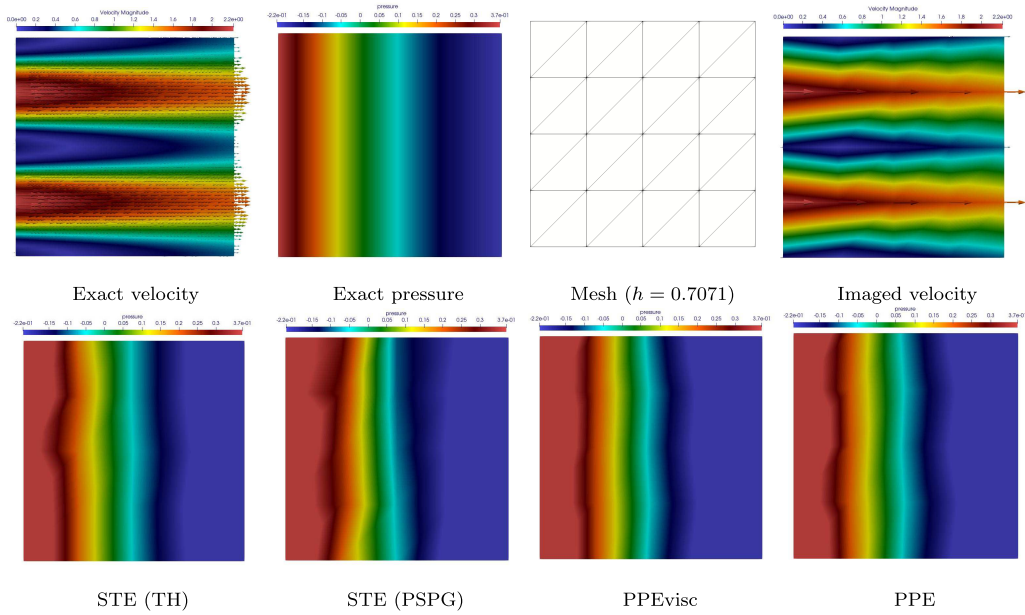 Velocity Magnitude
0.0e+00 0.2 0.4 0.6 0.8 1 1.2 1.4 1.6 1.8 2.2e+00
pressure
-2.2e-01 -0.15 -0.1 -0.05 0 0.05 0.1 0.15 0.2 0.25 0.3 3.7e-01
Velocity Magnitude
0.0e+00 0.2 0.4 0.6 0.8 1 1.2 1.4 1.6 1.8 2.2e+00
Exact velocity
Exact pressure
Mesh (h = 0.7071)
Imaged velocity
pressure
-2.2e-01 -0.15 -0.1 -0.05 0 0.05 0.1 0.15 0.2 0.25 0.3 3.7e-01
pressure
-2.2e-01 -0.15 -0.1 -0.05 0 0.05 0.1 0.15 0.2 0.25 0.3 3.7e-01
pressure
-2.2e-01 -0.15 -0.1 -0.05 0 0.05 0.1 0.15 0.2 0.25 0.3 3.7e-01
pressure
-2.2e-01 -0.15 -0.1 -0.05 0 0.05 0.1 0.15 0.2 0.25 0.3 3.7e-01
STE (TH)
STE (PSPG)
PPEvisc
PPE